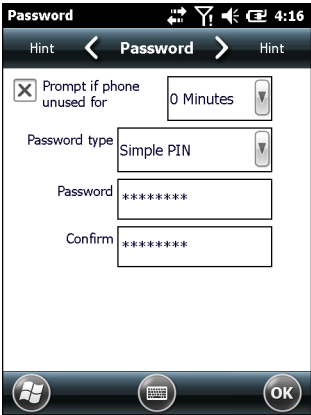 Password 4:16
Hint Password Hint
Prompt if phone
unused for
0 Minutes
Password type
Simple PIN
Password
********
Confirm
********
OK